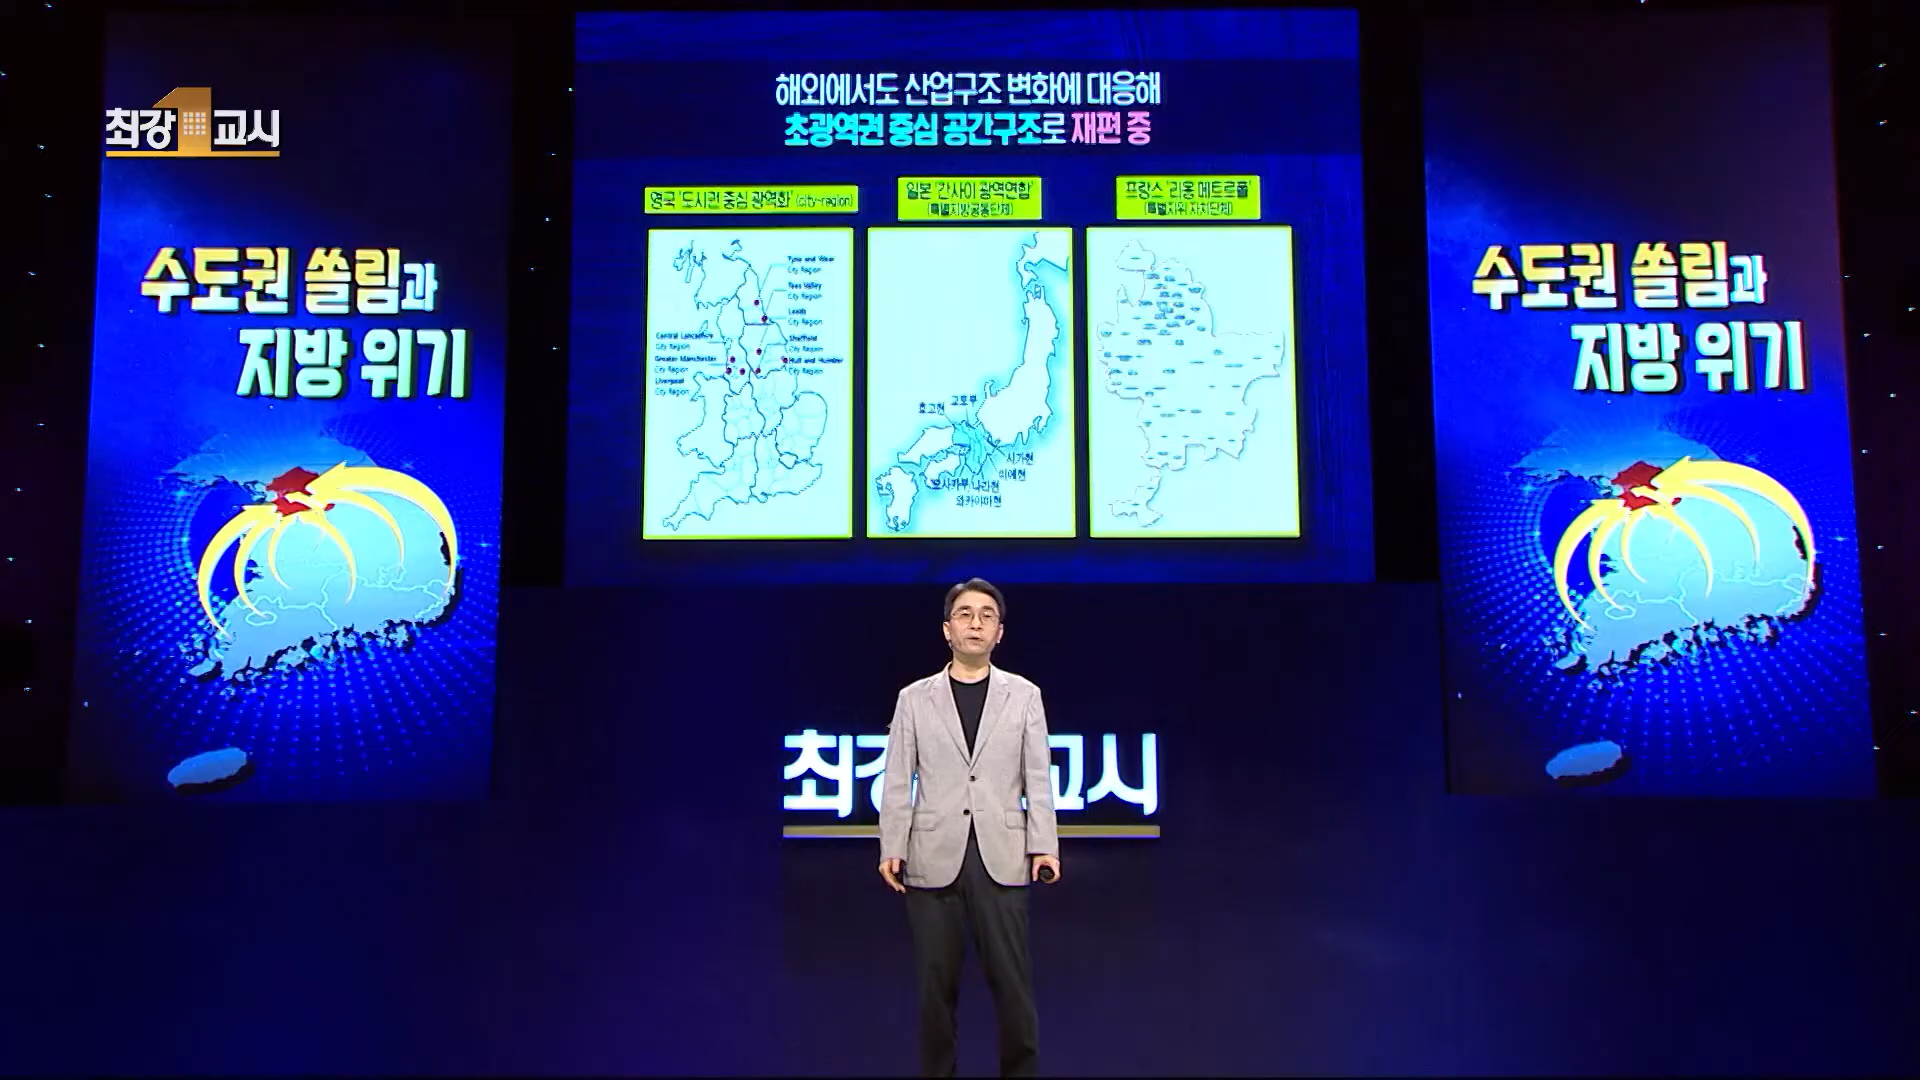 최강1교시
해외에서도 산업구조 변화에 대응해
초광역권 중심 공간구조로 재편 중
영국 '도시권 중심 광역화' (city-region)
일본 '간사이 광역연합'
(특별지방공동단체)
프랑스 '리옹 메트로폴'
(특별지위 자치단체)
Tyne and Wear
City Region
Tees Valley
City Region
Leeds
City Region
Sheffield
City Region
Hull and Humber
City Region
Central Lancashire
City Region
Greater Manchester
City Region
Liverpool
City Region
효고현
교토부
시가현
미에현
오사카부
나라현
와카야마현
수도권 쏠림과
지방 위기
수도권 쏠림과
지방 위기
최강
교시